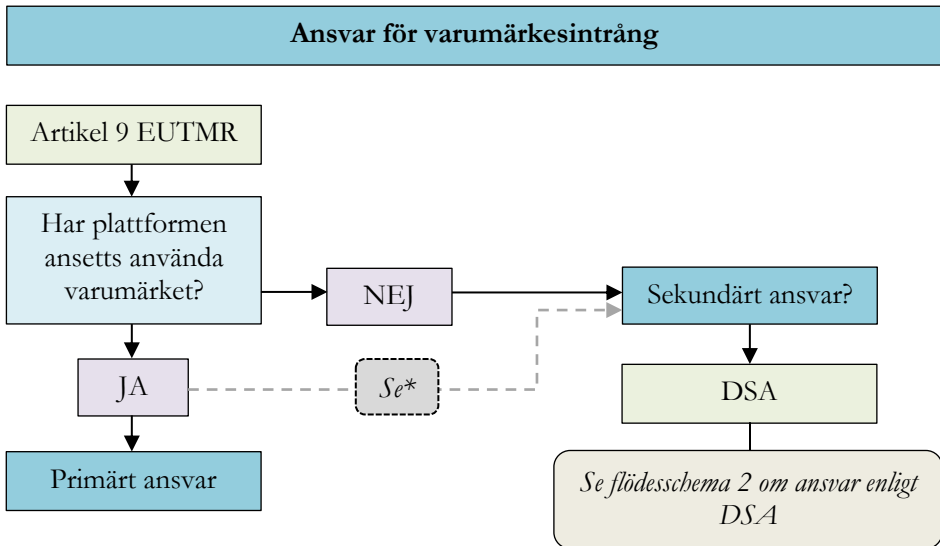 Ansvar för varumärkesintrång
Artikel 9 EUTMR
Har plattformen
ansetts använda
varumärket?
NEJ
Sekundärt ansvar?
JA
Se*
DSA
Primärt ansvar
Se flödesschema 2 om ansvar enligt
DSA